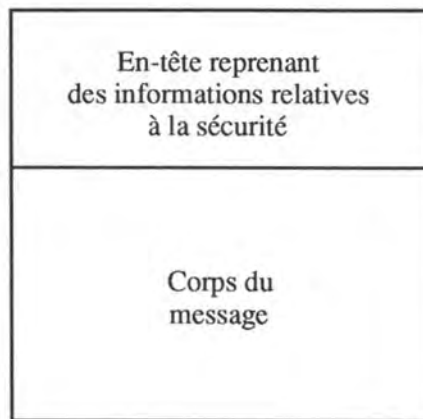 En-tête reprenant
des informations relatives
à la sécurité
Corps du
message